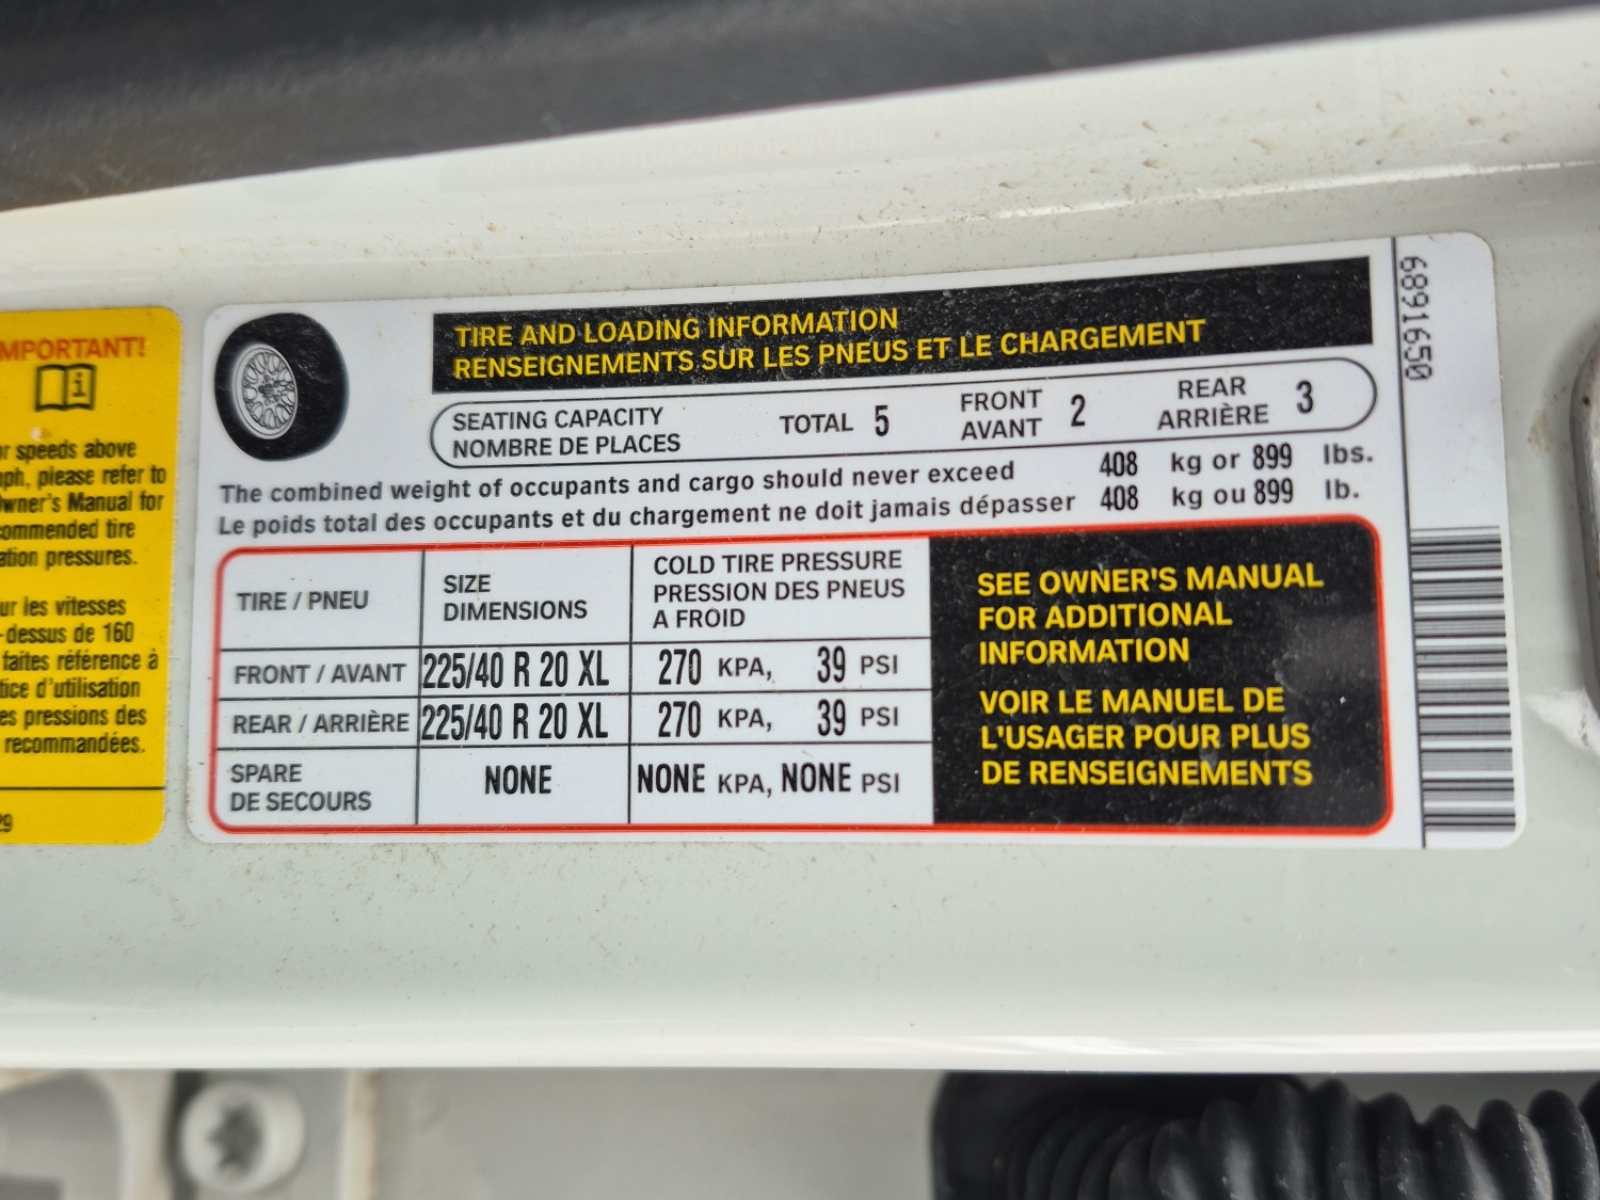 IMPORTANT!
speeds above
mph, please refer to
Owner's Manual for
recommended tire
pressures.
les vitesses
-dessus de 160
faites référence à
d'utilisation
es pressions des
recommandées.
29
TIRE AND LOADING INFORMATION
RENSEIGNEMENTS SUR LES PNEUS ET LE CHARGEMENT
SEATING CAPACITY
NOMBRE DE PLACES
TOTAL 5
FRONT
AVANT 2
REAR
ARRIÈRE 3
The combined weight of occupants and cargo should never exceed 408 kg or 899 lbs.
Le poids total des occupants et du chargement ne doit jamais dépasser 408 kg ou 899 lb.
TIRE / PNEU
SIZE
DIMENSIONS
COLD TIRE PRESSURE
PRESSION DES PNEUS
A FROID
FRONT / AVANT 225/40 R 20 XL 270 KPA, 39 PSI
REAR / ARRIÈRE 225/40 R 20 XL 270 KPA, 39 PSI
SPARE
DE SECOURS
NONE NONE KPA, NONE PSI
SEE OWNER'S MANUAL
FOR ADDITIONAL
INFORMATION
VOIR LE MANUEL DE
L'USAGER POUR PLUS
DE RENSEIGNEMENTS
6891650